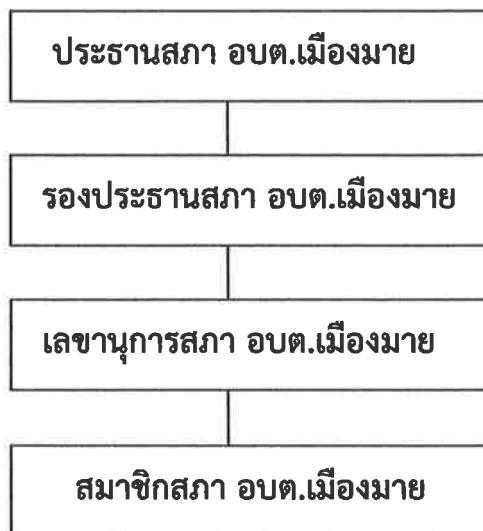 ประธานสภา อบต.เมืองมาย
รองประธานสภา อบต.เมืองมาย
เลขานุการสภา อบต.เมืองมาย
สมาชิกสภา อบต.เมืองมาย